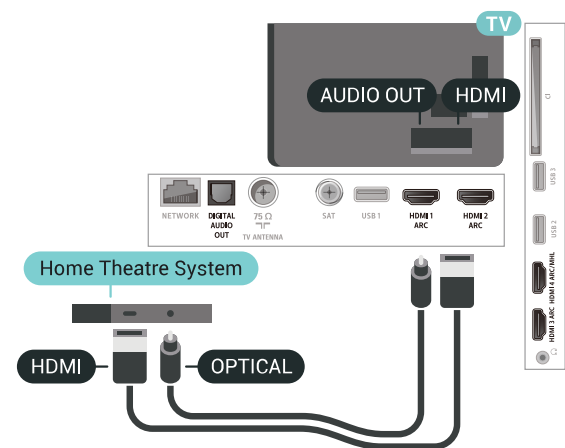 TV
AUDIO OUT
HDMI
CI
USB 3
USB 2
HDMI 4 ARC/MHL
HDMI 3 ARC
NETWORK
DIGITAL
AUDIO
OUT
75 Ω
TV ANTENNA
SAT
USB 1
HDMI 1
ARC
HDMI 2
ARC
Home Theatre System
HDMI
OPTICAL